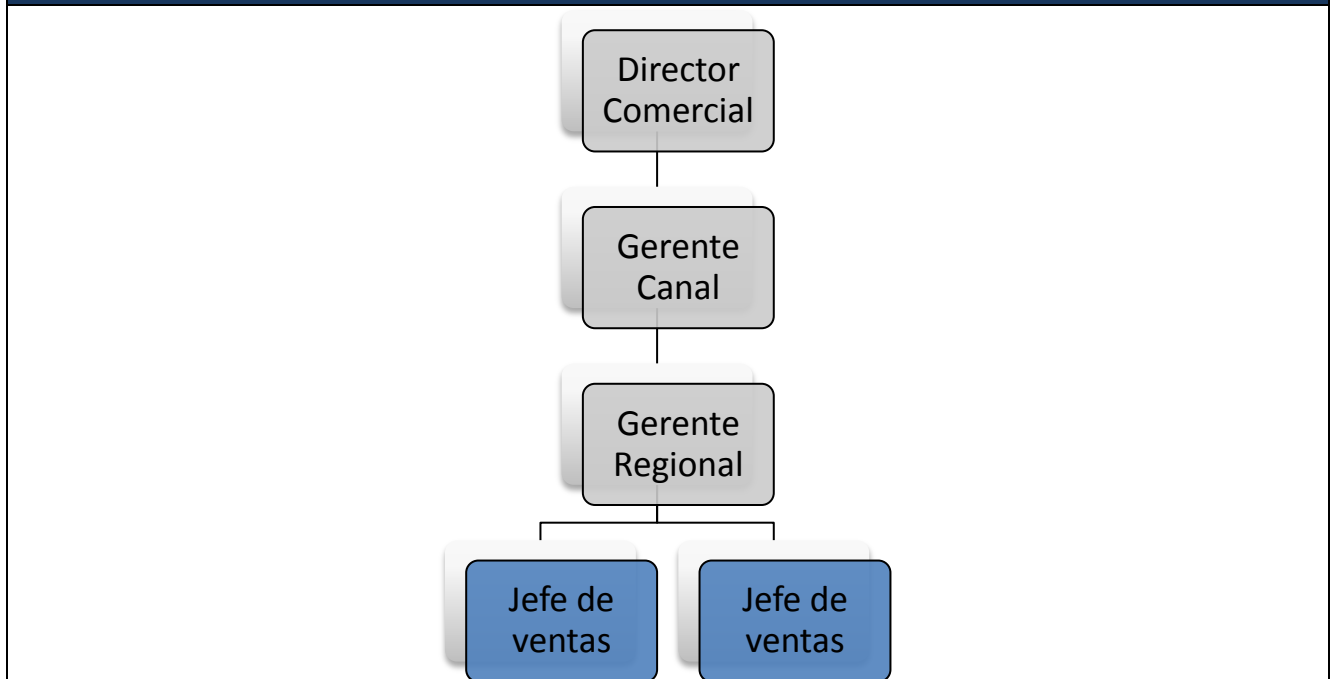 Director
Comercial
Gerente
Canal
Gerente
Regional
Jefe de
ventas
Jefe de
ventas